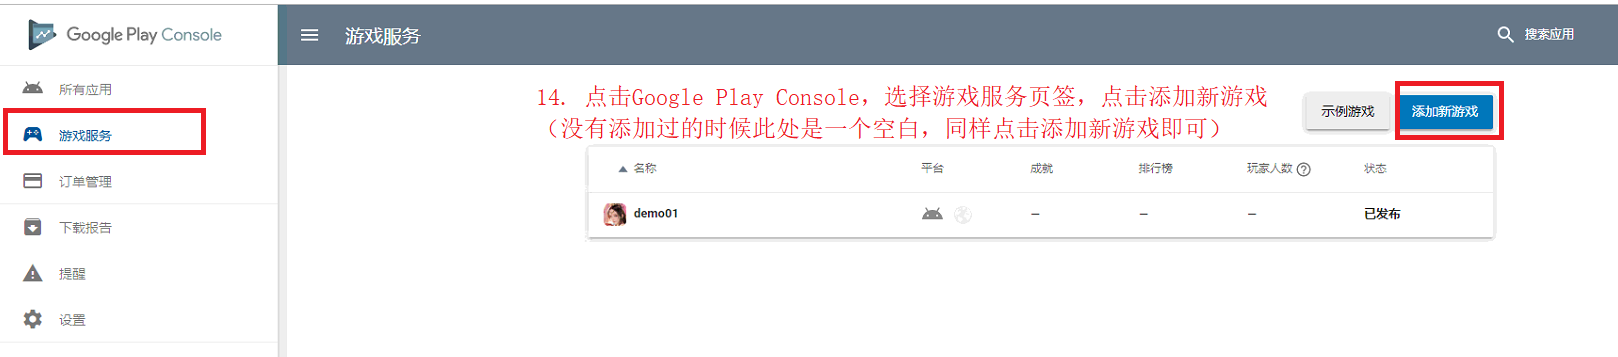 Google Play Console
游戏服务
搜索应用
所有应用
游戏服务
订单管理
下载报告
提醒
设置
14. 点击Google Play Console，选择游戏服务页签，点击添加新游戏
（没有添加过的时候此处是一个空白，同样点击添加新游戏即可）
示例游戏
添加新游戏
名称 平台 成就 排行榜 玩家人数 ? 状态
demo01 – – – 已发布